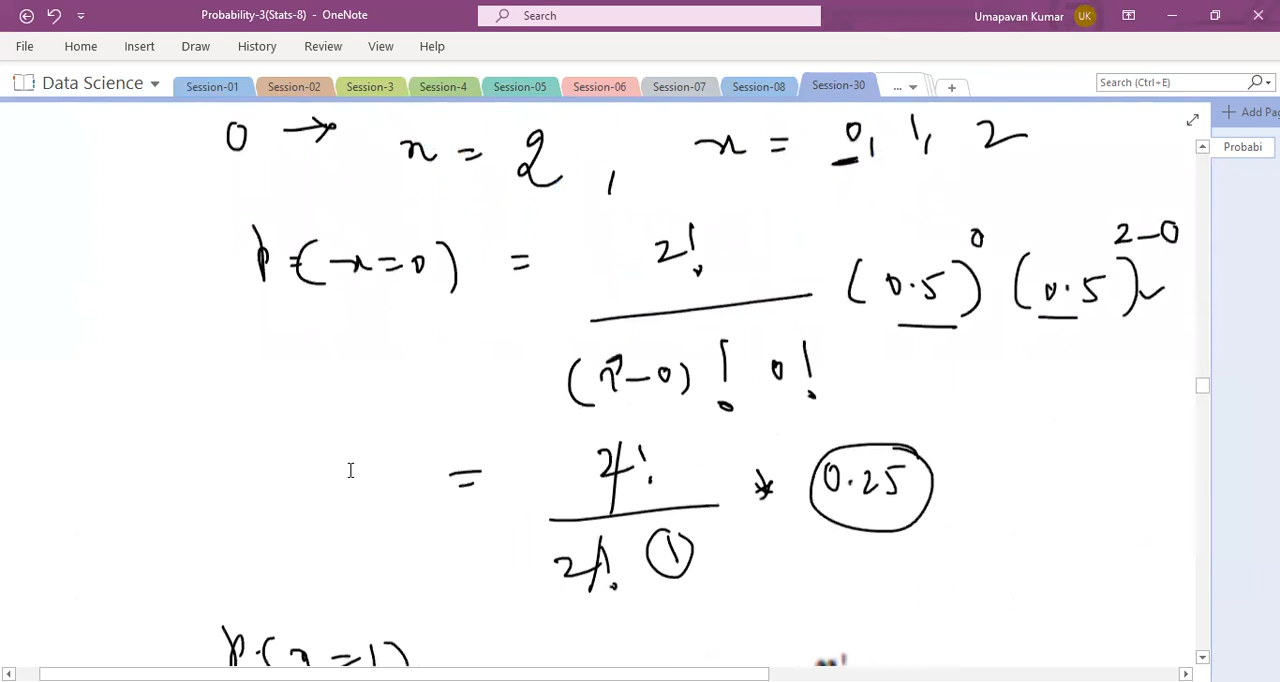 Probability-3(Stats-8) - OneNote
Search
Umapavan Kumar
UK
File Home Insert Draw History Review View Help
Data Science
Session-01 Session-02 Session-3 Session-4 Session-05 Session-06 Session-07 Session-08 Session-30 ...
Search (Ctrl+E)
Add Pag
Probabi
0 → n = 2 , x = 0, 1, 2
P=(x=0) = 2! (0.5)^0 (0.5)^2-0
(2-0)! 0!
= 2! * 0.25
2! 1
P.(x=1)